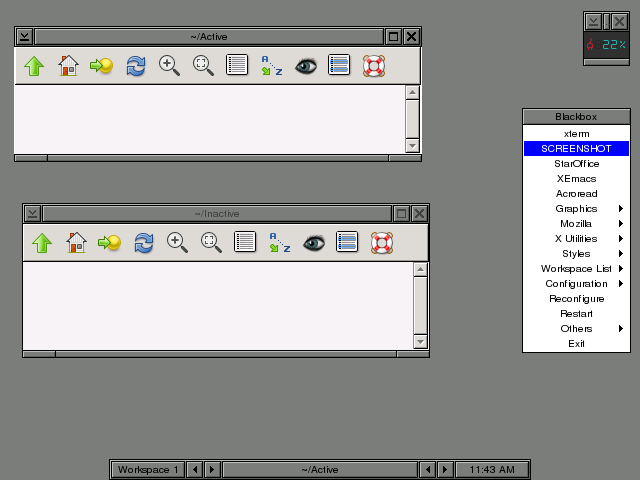 ~/Active
A
Z
22%
Blackbox
xterm
SCREENSHOT
StarOffice
XEmacs
Acroread
Graphics
Mozilla
X Utilities
Styles
Workspace List
Configuration
Reconfigure
Restart
Others
Exit
~/Inactive
A
Z
Workspace 1
~/Active
11:43 AM